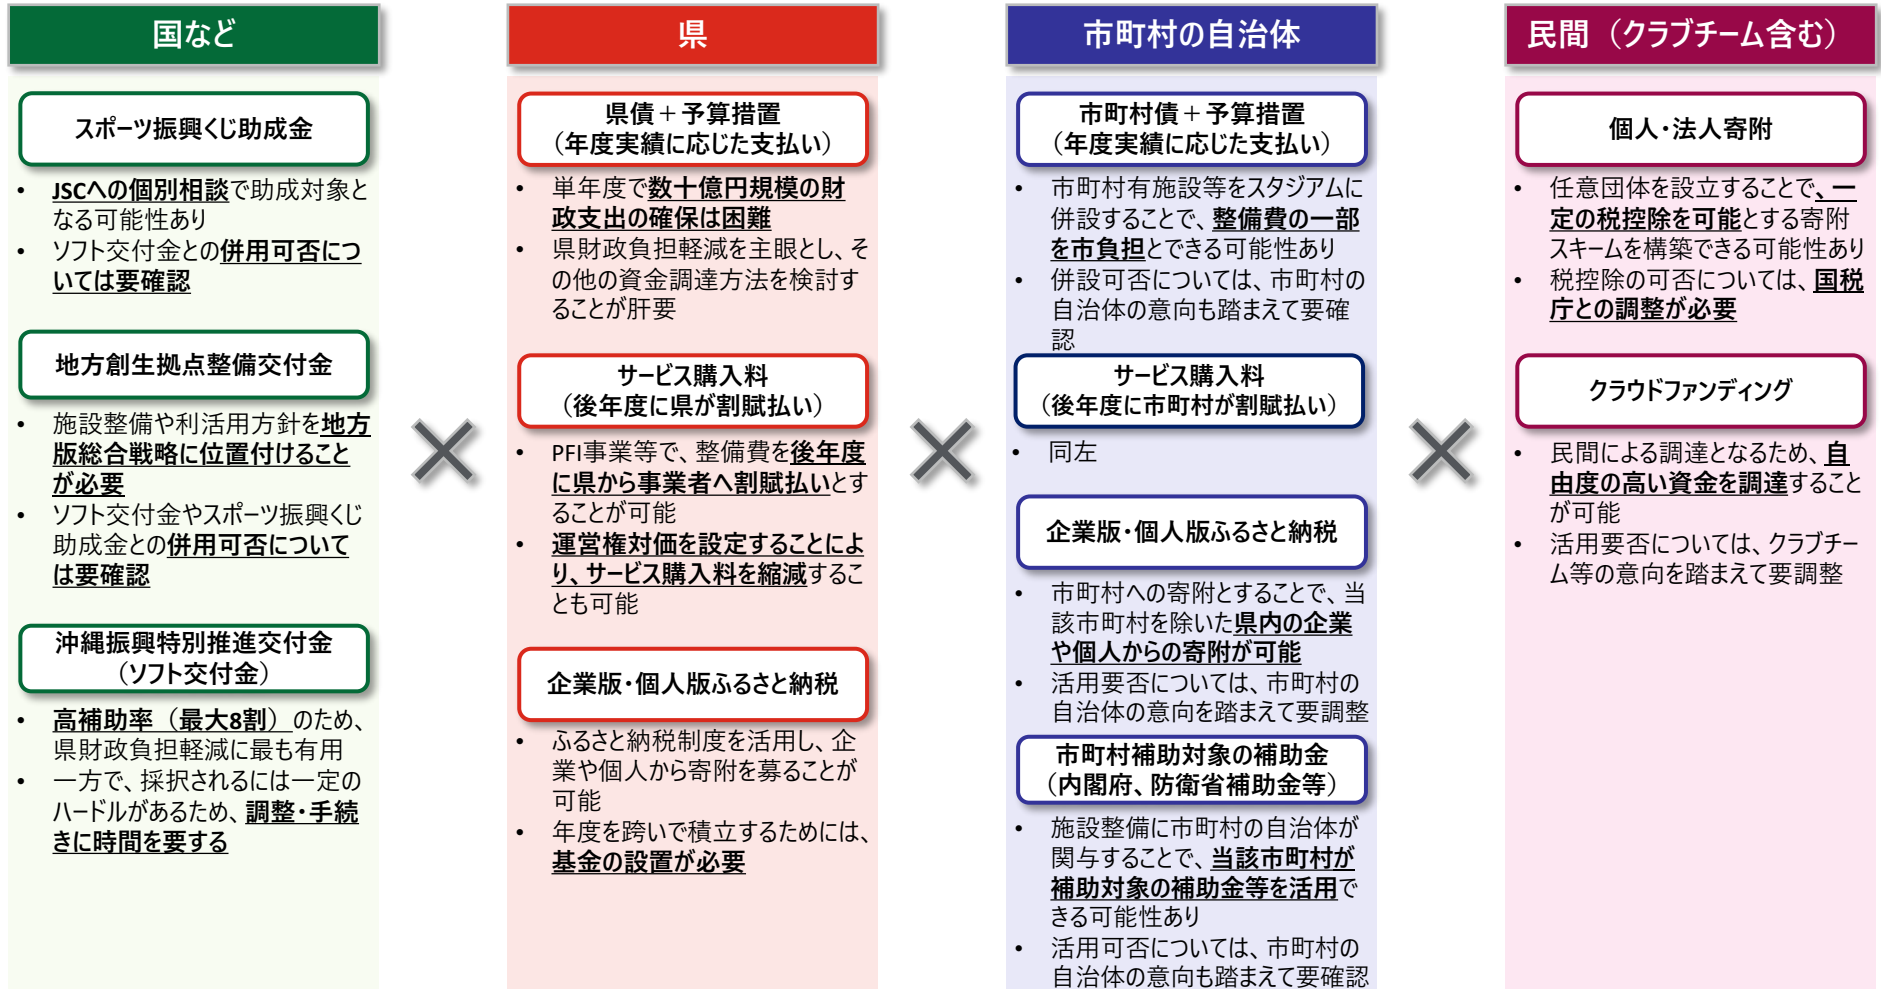 国など
スポーツ振興くじ助成金
• JSCへの個別相談で助成対象と
なる可能性あり
• ソフト交付金との併用可否につ
いては要確認
地方創生拠点整備交付金
• 施設整備や利活用方針を地方
版総合戦略に位置付けること
が必要
• ソフト交付金やスポーツ振興くじ
助成金との併用可否について
は要確認
沖縄振興特別推進交付金
（ソフト交付金）
• 高補助率（最大8割）のため、
県財政負担軽減に最も有用
• 一方で、採択されるには一定の
ハードルがあるため、調整・手続
きに時間を要する
県
県債＋予算措置
（年度実績に応じた支払い）
• 単年度で数十億円規模の財
政支出の確保は困難
• 県財政負担軽減を主眼とし、そ
の他の資金調達方法を検討す
ることが肝要
サービス購入料
（後年度に県が割賦払い）
• PFI事業等で、整備費を後年度
に県から事業者へ割賦払いとす
ることが可能
• 運営権対価を設定することによ
り、サービス購入料を縮減するこ
とも可能
企業版・個人版ふるさと納税
• ふるさと納税制度を活用し、企
業や個人から寄附を募ることが
可能
• 年度を跨いで積立するためには、
基金の設置が必要
市町村の自治体
市町村債＋予算措置
（年度実績に応じた支払い）
• 市町村有施設等をスタジアムに
併設することで、整備費の一部
を市負担とできる可能性あり
• 併設可否については、市町村の
自治体の意向も踏まえて要確
認
サービス購入料
（後年度に市町村が割賦払い）
• 同左
企業版・個人版ふるさと納税
• 市町村への寄附とすることで、当
該市町村を除いた県内の企業
や個人からの寄附が可能
• 活用要否については、市町村の
自治体の意向を踏まえて要調整
市町村補助対象の補助金
（内閣府、防衛省補助金等）
• 施設整備に市町村の自治体が
関与することで、当該市町村が
補助対象の補助金等を活用で
きる可能性あり
• 活用可否については、市町村の
自治体の意向も踏まえて要確認
民間（クラブチーム含む）
個人・法人寄附
• 任意団体を設立することで、一
定の税控除を可能とする寄附
スキームを構築できる可能性あり
• 税控除の可否については、国税
庁との調整が必要
クラウドファンディング
• 民間による調達となるため、自
由度の高い資金を調達すること
が可能
• 活用要否については、クラブチー
ム等の意向を踏まえて要調整